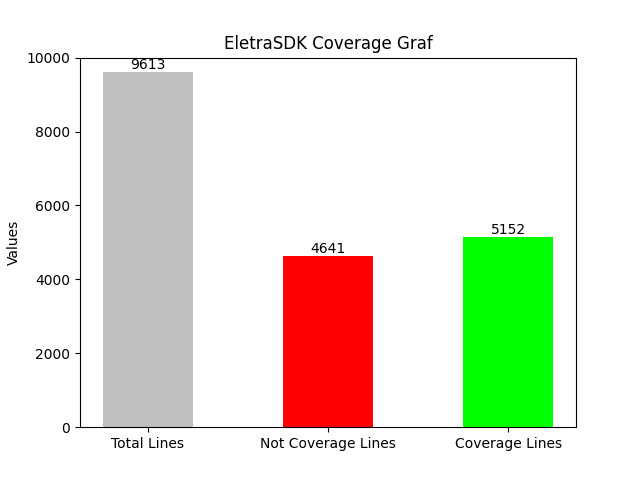 EletraSDK Coverage Graf
Values
10000
8000
6000
4000
2000
0
9613
4641
5152
Total Lines
Not Coverage Lines
Coverage Lines